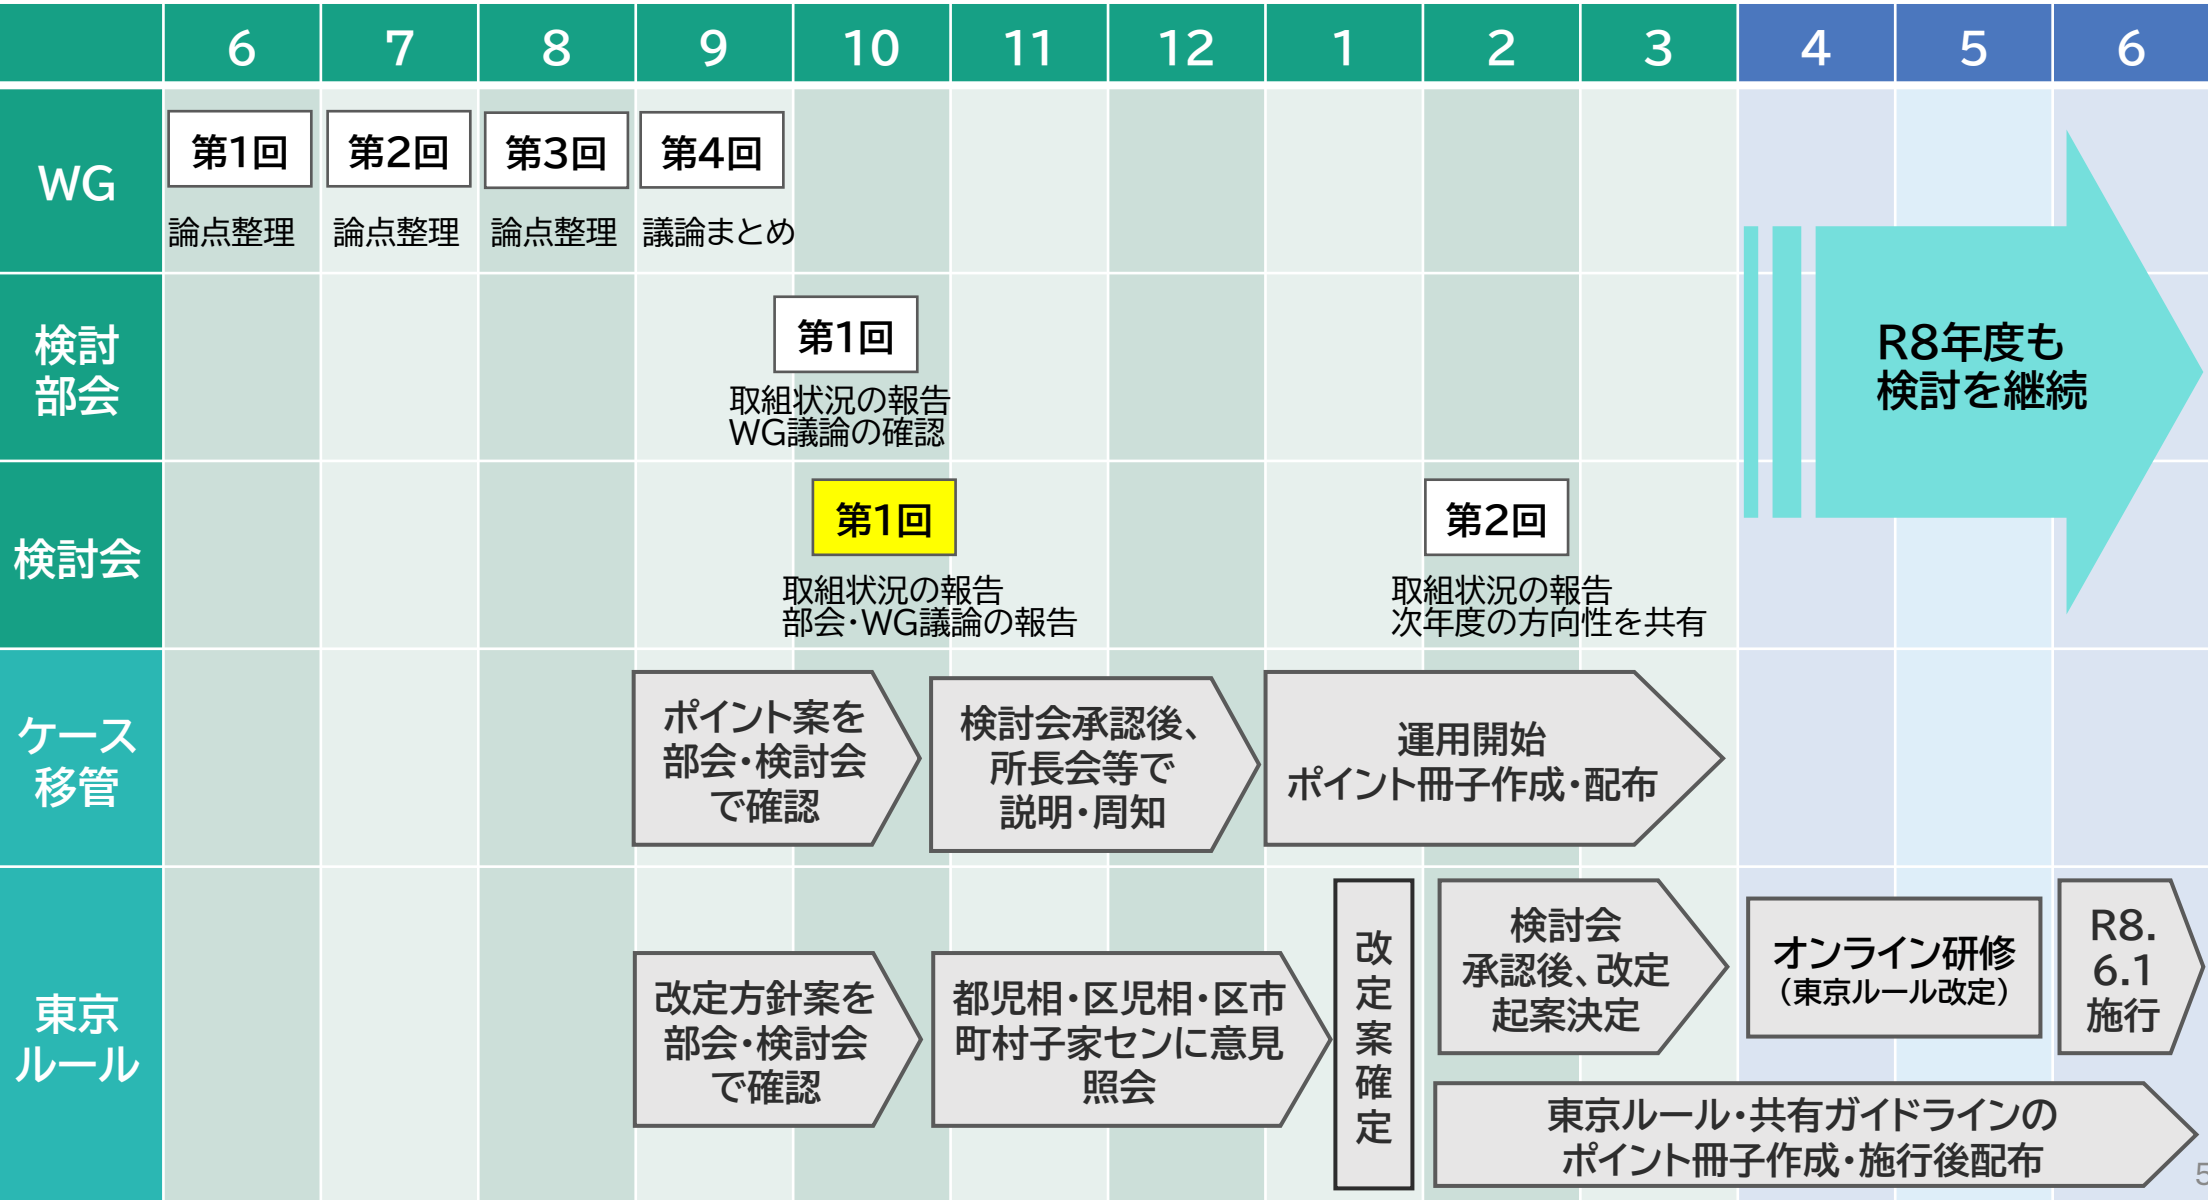 6 7 8 9 10 11 12 1 2 3 4 5 6
WG
第1回
論点整理
第2回
論点整理
第3回
論点整理
第4回
議論まとめ
検討
部会
第1回
取組状況の報告
WG議論の確認
R8年度も
検討を継続
検討会
第1回
取組状況の報告
部会・WG議論の報告
第2回
取組状況の報告
次年度の方向性を共有
ケース
移管
ポイント案を
部会・検討会
で確認
検討会承認後、
所長会等で
説明・周知
運用開始
ポイント冊子作成・配布
東京
ルール
改定方針案を
部会・検討会
で確認
都児相・区児相・区市
町村子家センに意見
照会
改定案確定
検討会
承認後、改定
起案決定
オンライン研修
（東京ルール改定）
R8.
6.1
施行
東京ルール・共有ガイドラインの
ポイント冊子作成・施行後配布
5